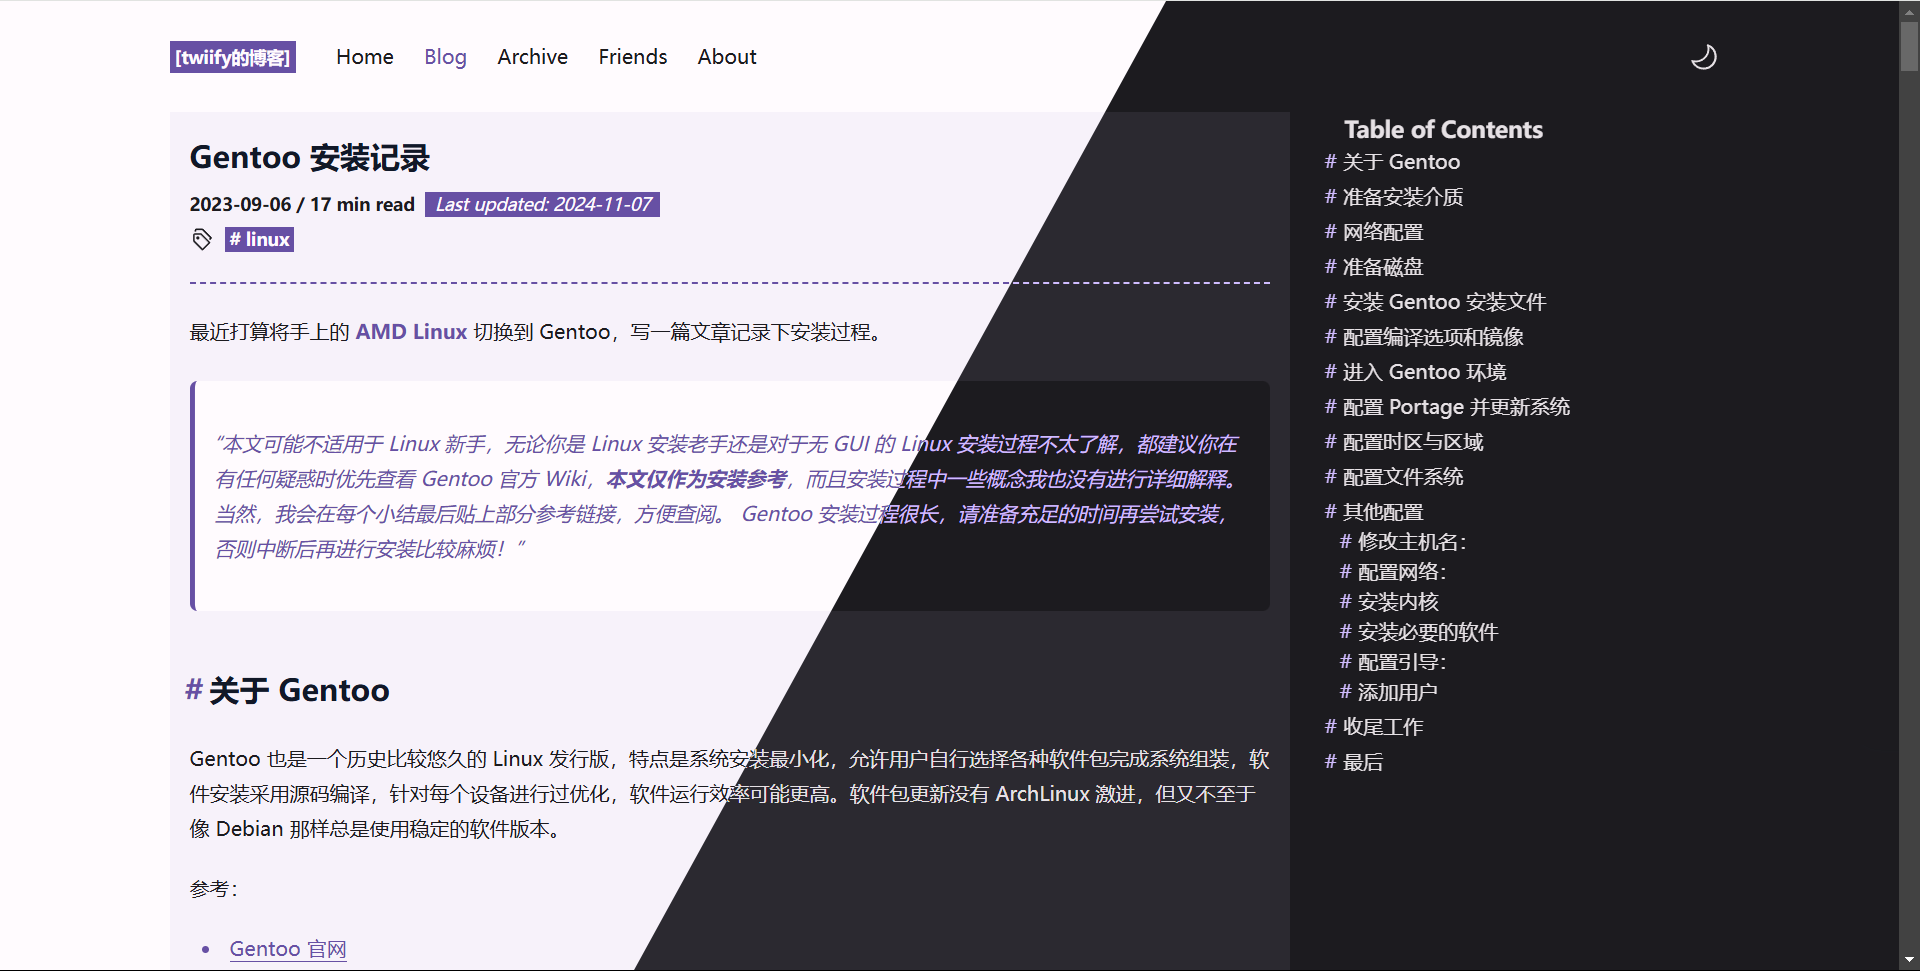 [twiify的博客]
Home Blog Archive Friends About
Gentoo 安装记录
2023-09-06 / 17 min read Last updated: 2024-11-07
# linux
最近打算将手上的 AMD Linux 切换到 Gentoo，写一篇文章记录下安装过程。
“本文可能不适用于 Linux 新手，无论你是 Linux 安装老手还是对于无 GUI 的 Linux 安装过程不太了解，都建议你在
有任何疑惑时优先查看 Gentoo 官方 Wiki，本文仅作为安装参考，而且安装过程中一些概念我也没有进行详细解释。
当然，我会在每个小结最后贴上部分参考链接，方便查阅。 Gentoo 安装过程很长，请准备充足的时间再尝试安装，
否则中断后再进行安装比较麻烦！”
# 关于 Gentoo
Gentoo 也是一个历史比较悠久的 Linux 发行版，特点是系统安装最小化，允许用户自行选择各种软件包完成系统组装，软
件安装采用源码编译，针对每个设备进行过优化，软件运行效率可能更高。软件包更新没有 ArchLinux 激进，但又不至于
像 Debian 那样总是使用稳定的软件版本。
参考：
• Gentoo 官网
Table of Contents
# 关于 Gentoo
# 准备安装介质
# 网络配置
# 准备磁盘
# 安装 Gentoo 安装文件
# 配置编译选项和镜像
# 进入 Gentoo 环境
# 配置 Portage 并更新系统
# 配置时区与区域
# 配置文件系统
# 其他配置
# 修改主机名：
# 配置网络：
# 安装内核
# 安装必要的软件
# 配置引导：
# 添加用户
# 收尾工作
# 最后